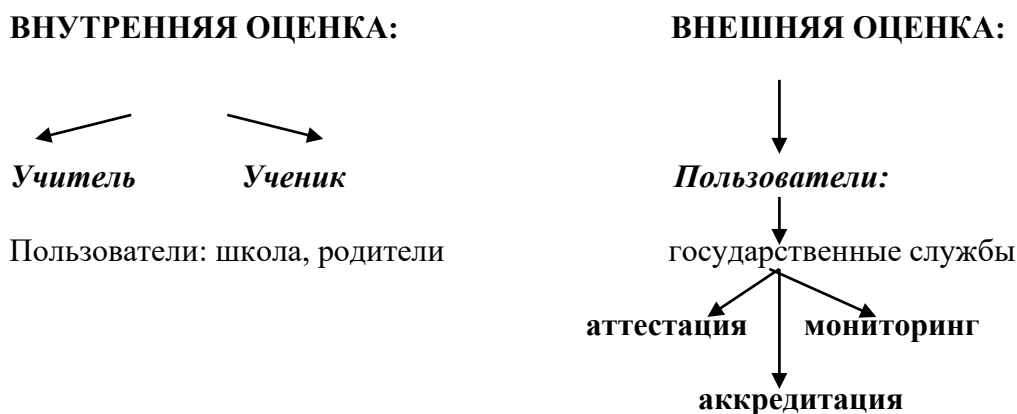 ВНУТРЕННЯЯ ОЦЕНКА: ВНЕШНЯЯ ОЦЕНКА:
Учитель Ученик Пользователи:
Пользователи: школа, родители государственные службы
аттестация мониторинг
аккредитация